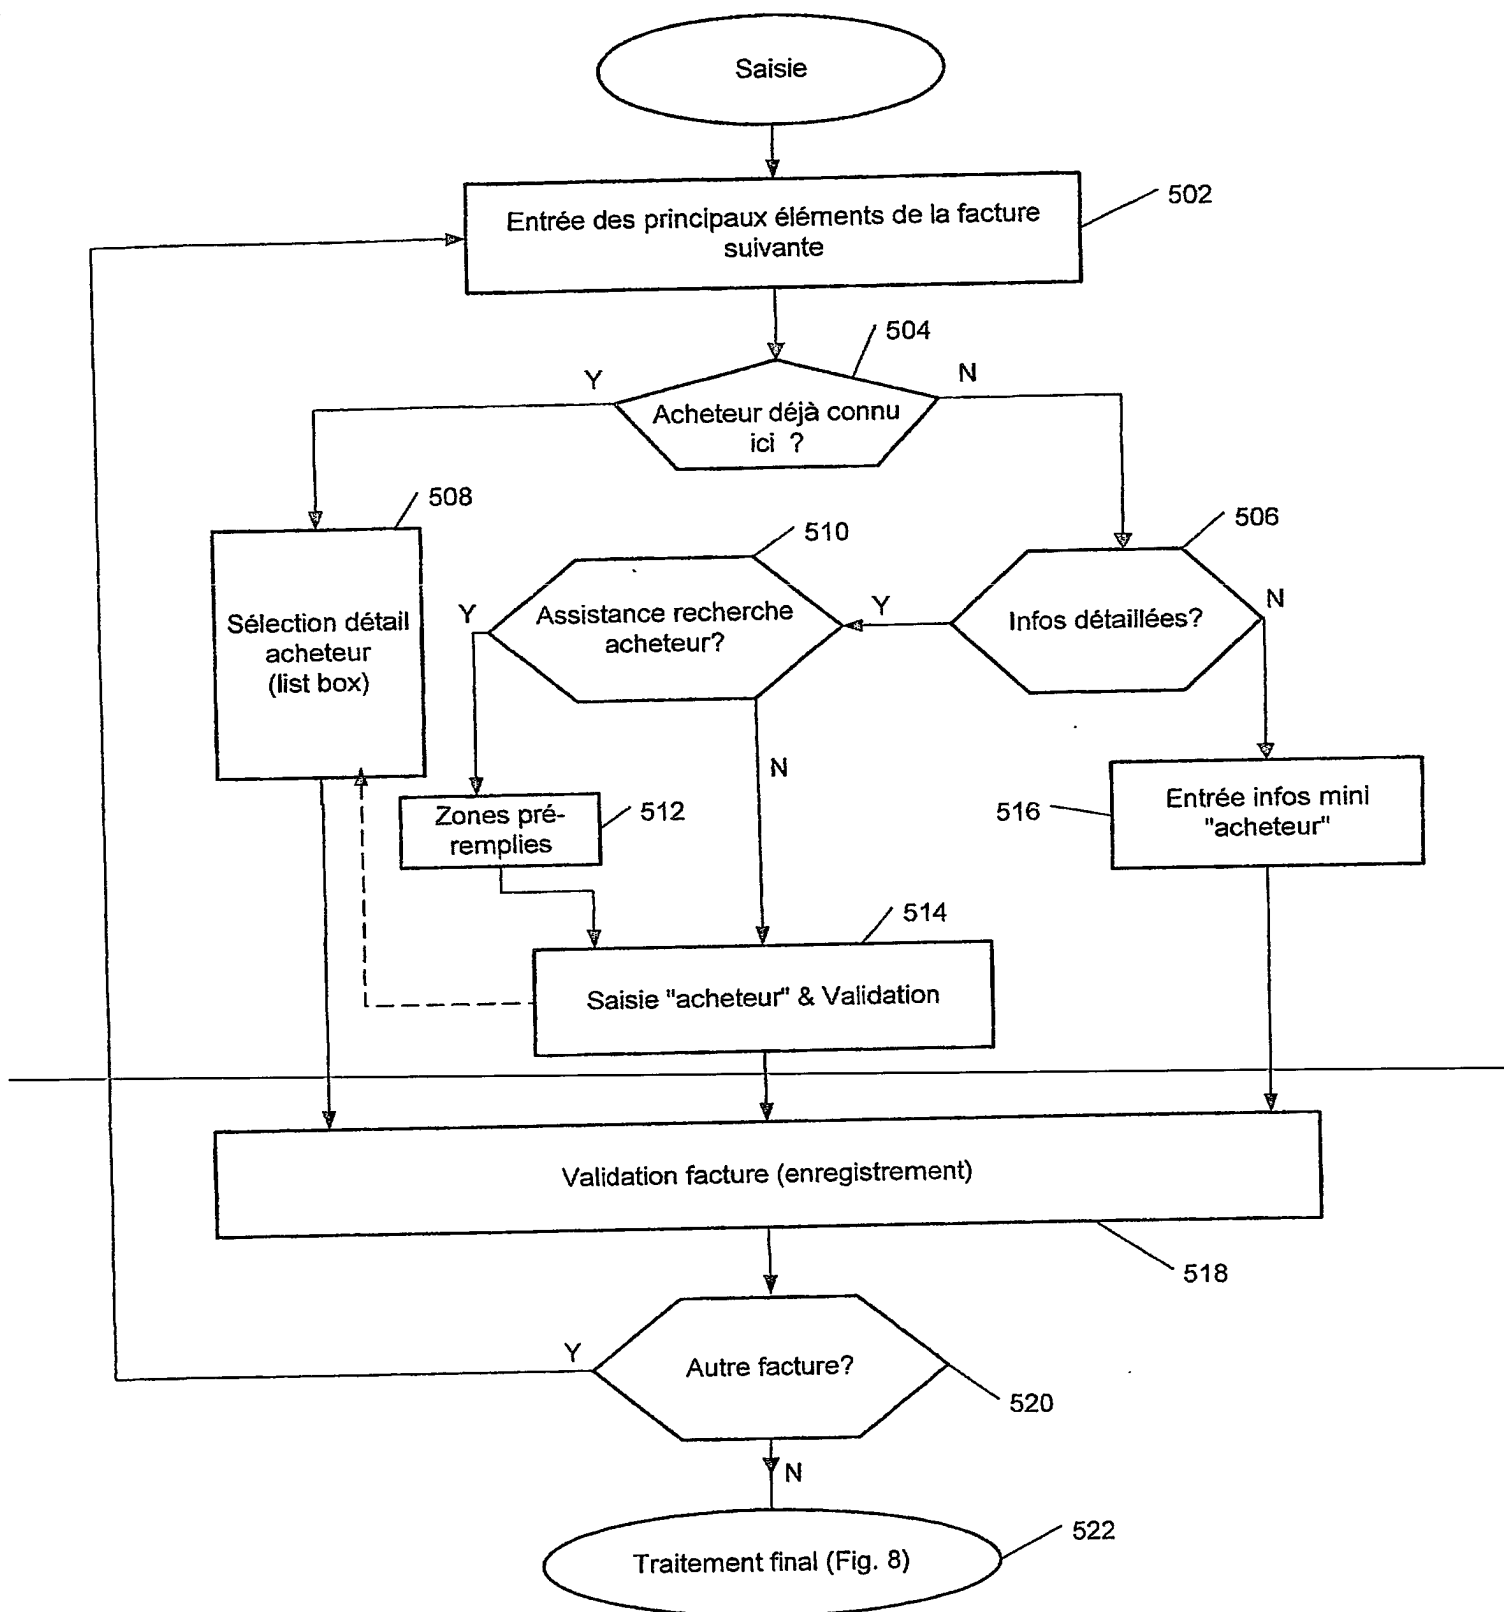 Saisie
Entrée des principaux éléments de la facture
suivante
502
504
Y
N
Acheteur déjà connu
ici ?
508
510
506
Sélection détail
acheteur
(list box)
Y
Assistance recherche
acheteur?
Y
Infos détaillées?
N
N
Zones pré-
remplies
512
516
Entrée infos mini
"acheteur"
514
Saisie "acheteur" & Validation
Validation facture (enregistrement)
518
Y
Autre facture?
520
N
Traitement final (Fig. 8)
522